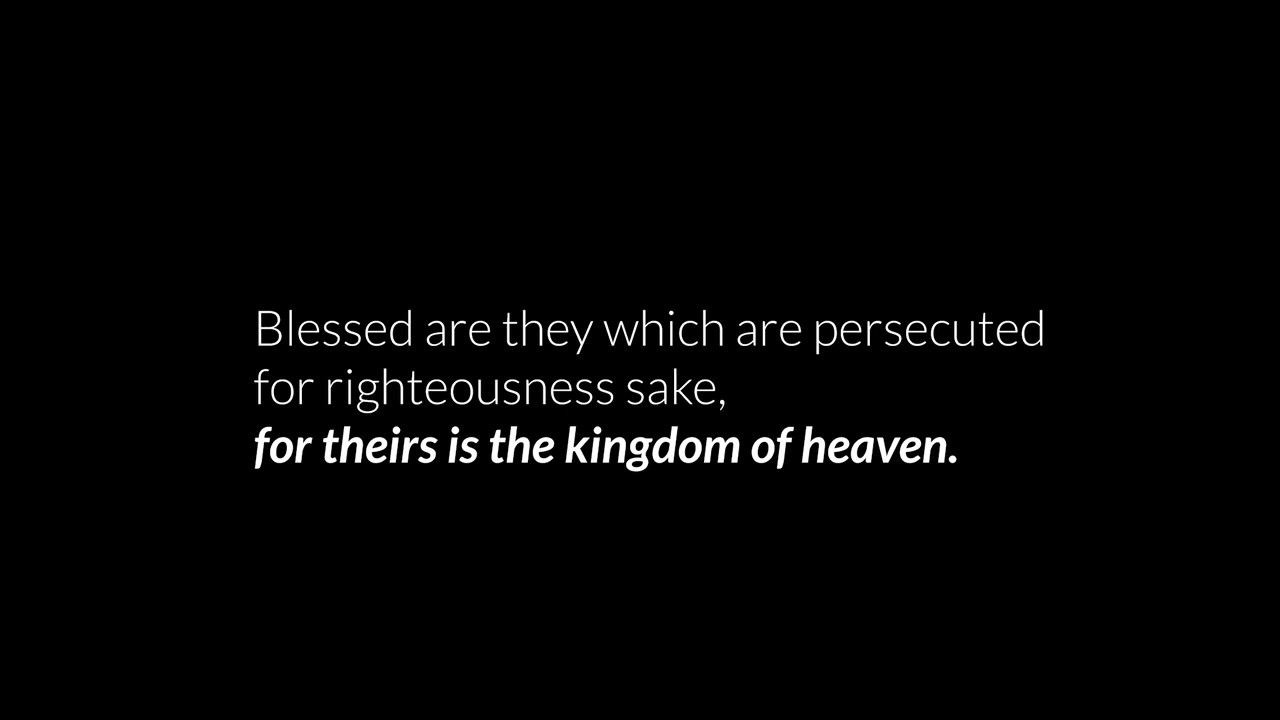 Blessed are they which are persecuted
for righteousness sake,
for theirs is the kingdom of heaven.